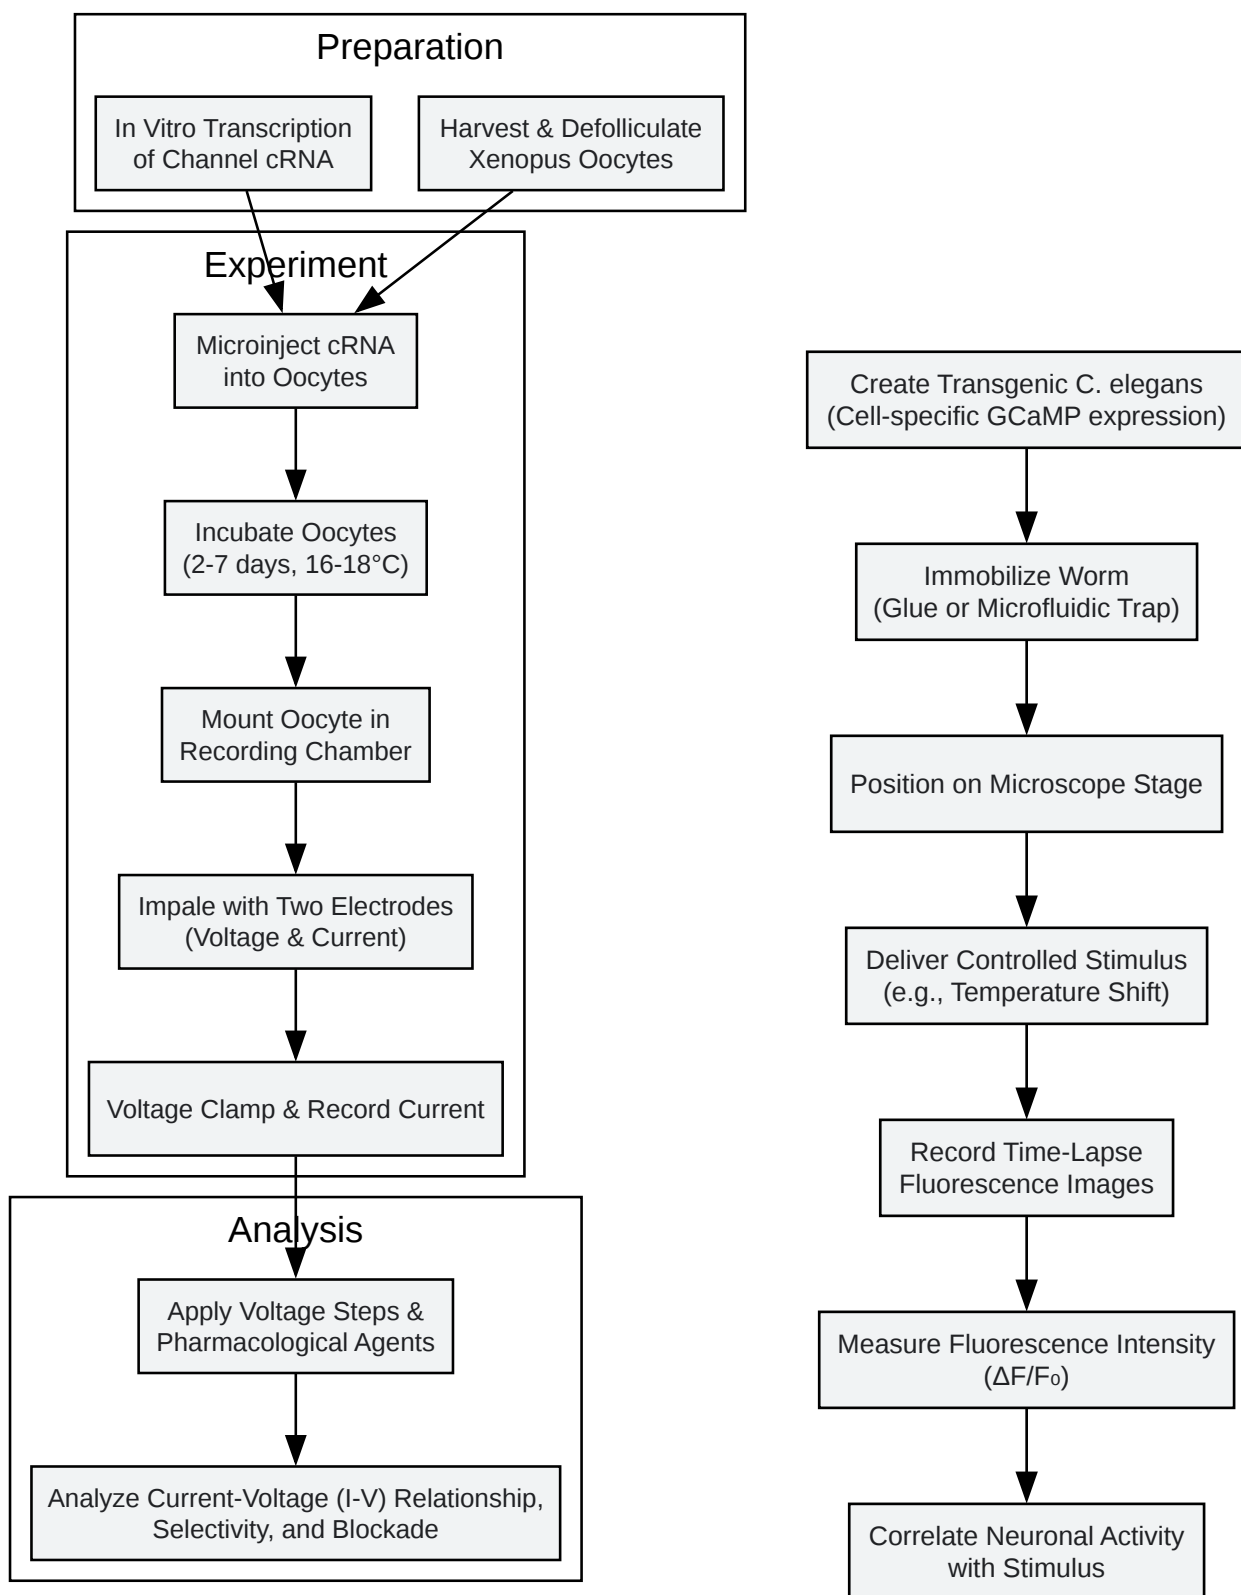 Preparation
In Vitro Transcription
of Channel cRNA
Harvest & Defolliculate
Xenopus Oocytes
Experiment
Microinject cRNA
into Oocytes
Incubate Oocytes
(2-7 days, 16-18°C)
Mount Oocyte in
Recording Chamber
Impale with Two Electrodes
(Voltage & Current)
Voltage Clamp & Record Current
Analysis
Apply Voltage Steps &
Pharmacological Agents
Analyze Current-Voltage (I-V) Relationship,
Selectivity, and Blockade
Create Transgenic C. elegans
(Cell-specific GCaMP expression)
Immobilize Worm
(Glue or Microfluidic Trap)
Position on Microscope Stage
Deliver Controlled Stimulus
(e.g., Temperature Shift)
Record Time-Lapse
Fluorescence Images
Measure Fluorescence Intensity
(ΔF/F₀)
Correlate Neuronal Activity
with Stimulus